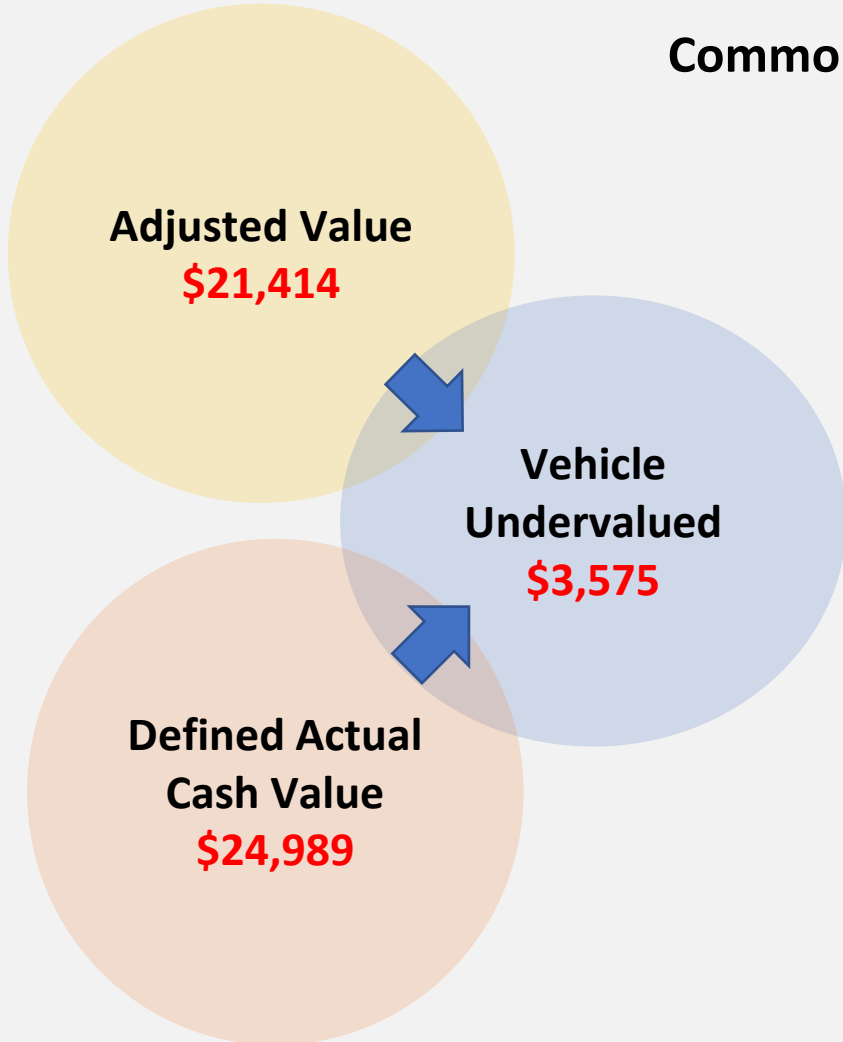 Commo
Adjusted Value
$21,414
Vehicle
Undervalued
$3,575
Defined Actual
Cash Value
$24,989